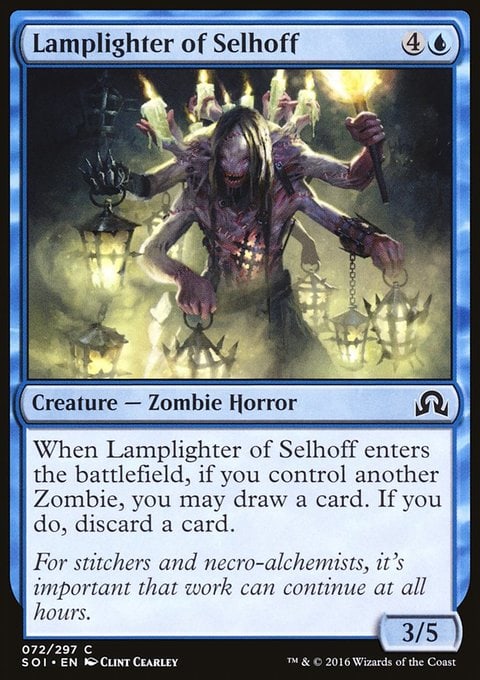 Lamplighter of Selhoff 4
Creature — Zombie Horror
When Lamplighter of Selhoff enters
the battlefield, if you control another
Zombie, you may draw a card. If you
do, discard a card.
For stitchers and necro-alchemists, it's
important that work can continue at all
hours.
3/5
072/297 C
SOI • EN Clint Cearley
™ & © 2016 Wizards of the Coast